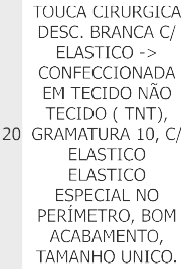 TOUCA CIRURGICA
DESC. BRANCA C/
ELASTICO ->
CONFECCIONADA
EM TECIDO NÃO
TECIDO ( TNT),
20 GRAMATURA 10, C/
ELASTICO
ELASTICO
ESPECIAL NO
PERÍMETRO, BOM
ACABAMENTO,
TAMANHO UNICO.